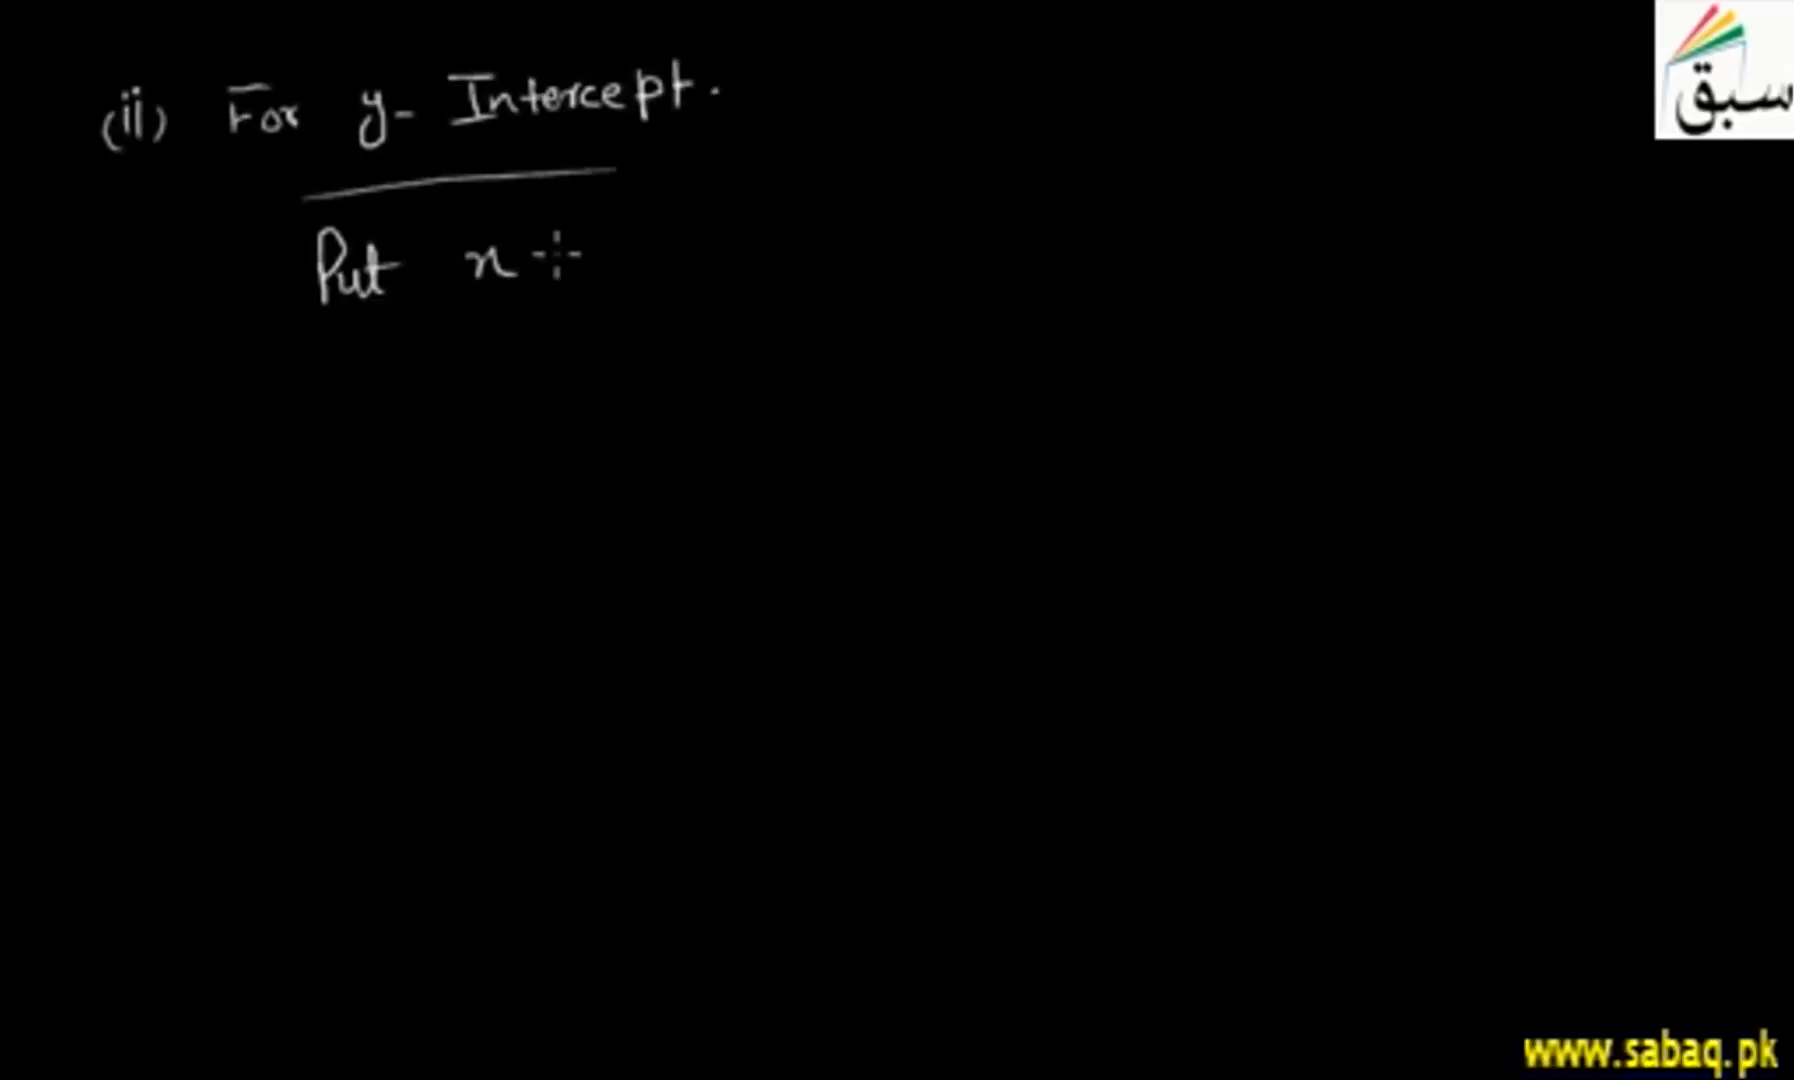 (ii) For y- Intercept.
Put x
سبق
www.sabaq.pk